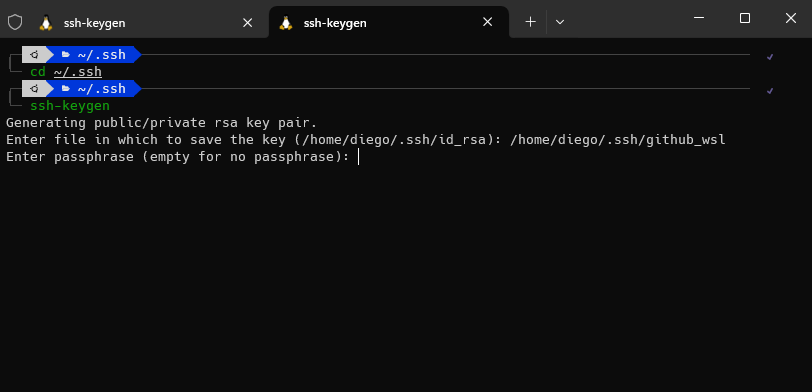 ssh-keygen
ssh-keygen
~/.ssh
cd ~/.ssh
~/.ssh
ssh-keygen
Generating public/private rsa key pair.
Enter file in which to save the key (/home/diego/.ssh/id_rsa): /home/diego/.ssh/github_wsl
Enter passphrase (empty for no passphrase):